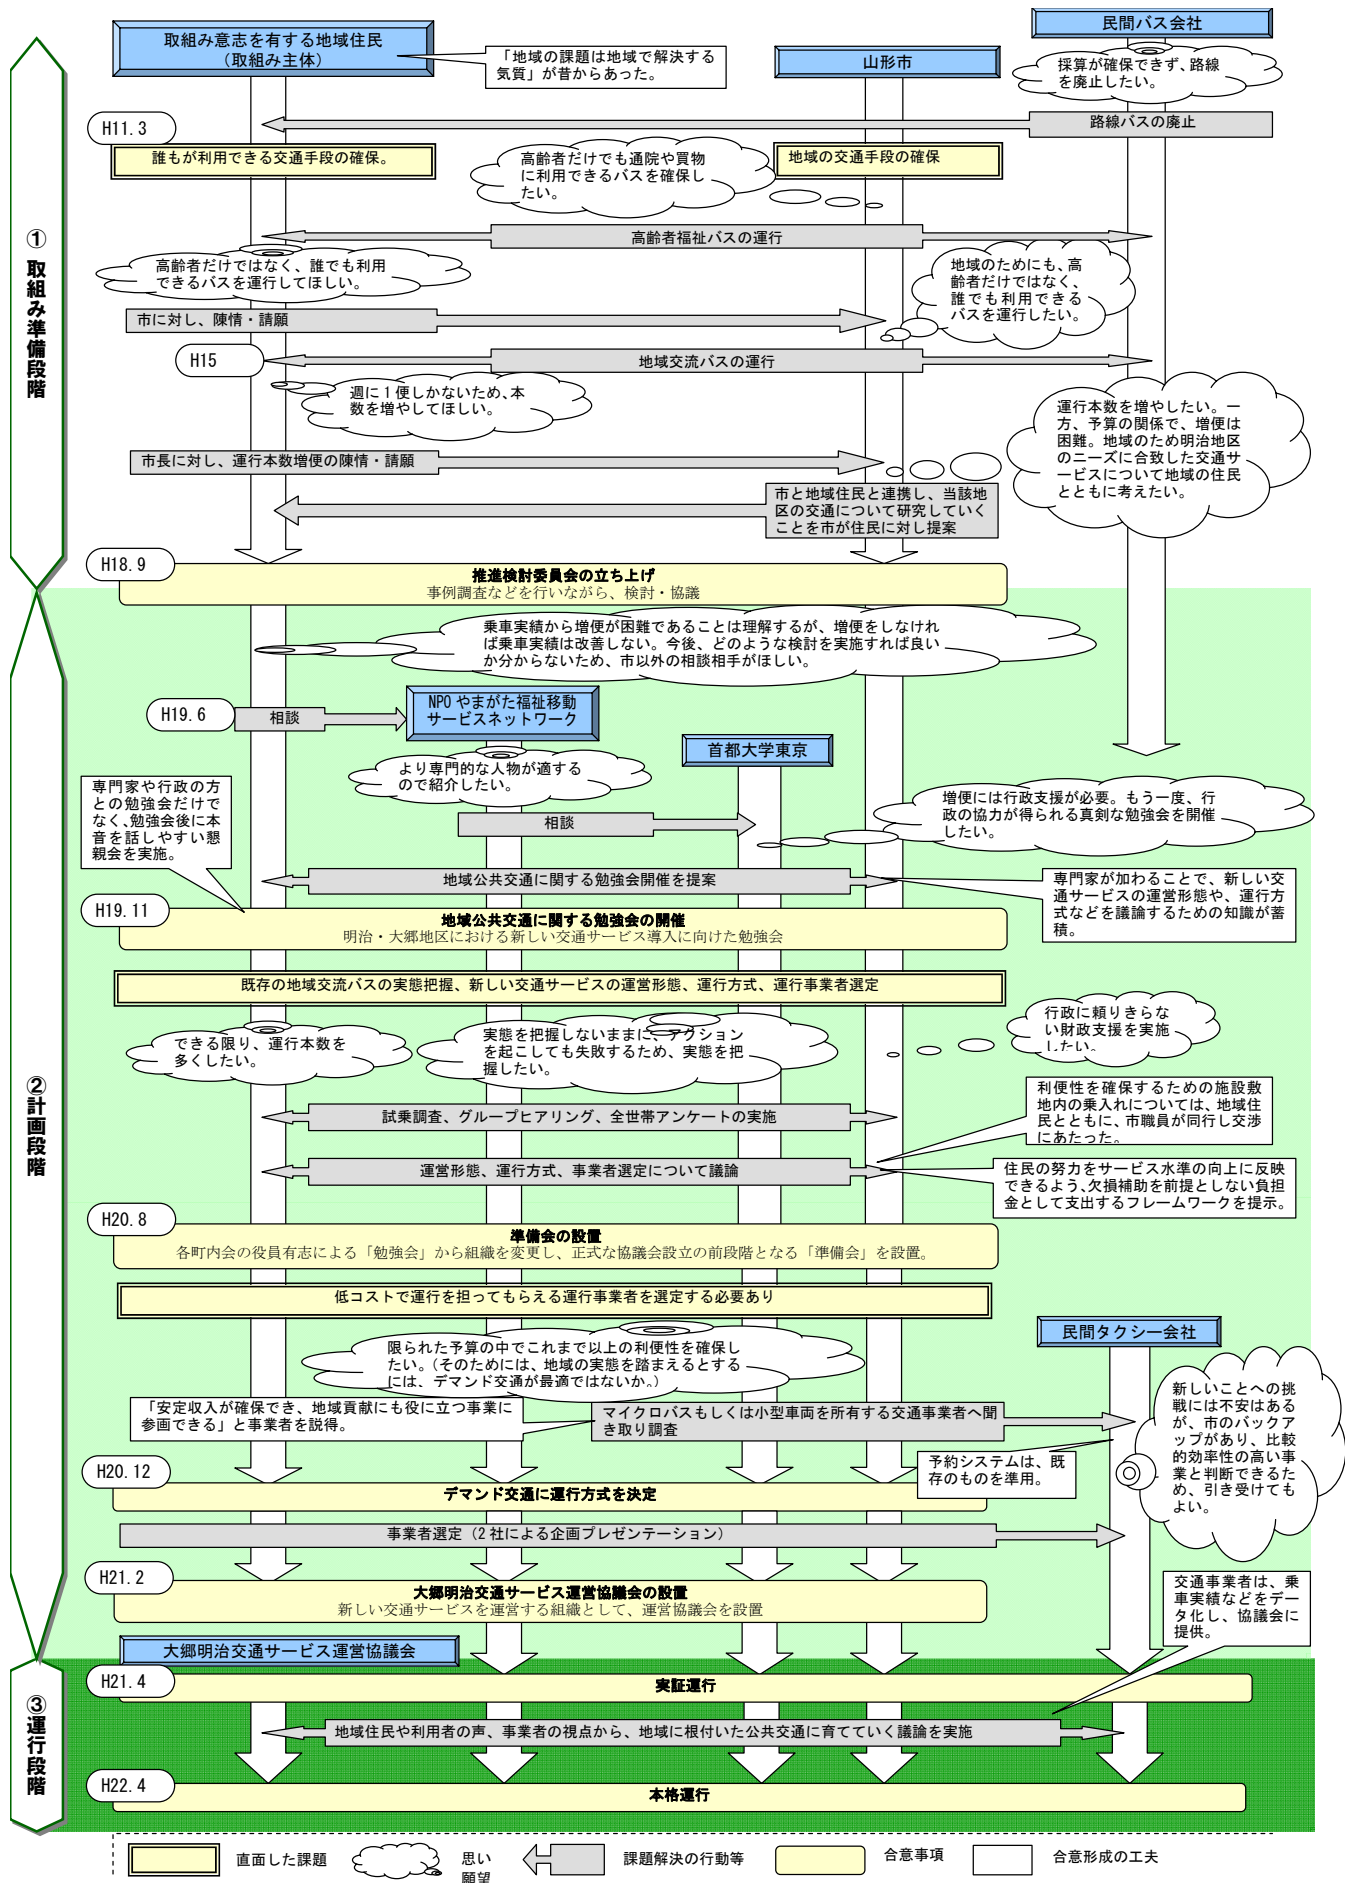 民間バス会社
取組み意志を有する地域住民
(取組み主体)
「地域の課題は地域で解決する
気質」が昔からあった。
山形市
採算が確保できず、路線
を廃止したい。
H11.3
路線バスの廃止
誰もが利用できる交通手段の確保。
高齢者だけでも通院や買物
に利用できるバスを確保し
たい。
地域の交通手段の確保
①取組み準備段階
高齢者福祉バスの運行
高齢者だけではなく、誰でも利用
できるバスを運行してほしい。
地域のためにも、高
齢者だけではなく、
誰でも利用できる
バスを運行したい。
市に対し、陳情・請願
H15
地域交流バスの運行
週に1便しかないため、本
数を増やしてほしい。
運行本数を増やしたい。一
方、予算の関係で、増便は
困難。地域のため明治地区
のニーズに合致した交通サ
ービスについて地域の住民
とともに考えたい。
市長に対し、運行本数増便の陳情・請願
市と地域住民と連携し、当該地
区の交通について研究していく
ことを市が住民に対し提案
H18.9
推進検討委員会の立ち上げ
事例調査などを行いながら、検討・協議
乗車実績から増便が困難であることは理解するが、増便をしなけれ
ば乗車実績は改善しない。今後、どのような検討を実施すれば良い
か分からないため、市以外の相談相手がほしい。
H19.6
相談
NPOやまがた福祉移動
サービスネットワーク
首都大学東京
より専門的な人物が適する
ので紹介したい。
専門家や行政の方
との勉強会だけで
なく、勉強会後に本
音を話しやすい懇
親会を実施。
増便には行政支援が必要。もう一度、行
政の協力が得られる真剣な勉強会を開催
したい。
相談
地域公共交通に関する勉強会開催を提案
専門家が加わることで、新しい交
通サービスの運営形態や、運行方
式などを議論するための知識が蓄
積。
H19.11
地域公共交通に関する勉強会の開催
明治・大郷地区における新しい交通サービス導入に向けた勉強会
既存の地域交流バスの実態把握、新しい交通サービスの運営形態、運行方式、運行事業者選定
②計画段階
できる限り、運行本数を
多くしたい。
実態を把握しないままに、アクション
を起こしても失敗するため、実態を把
握したい。
行政に頼りきらな
い財政支援を実施
したい。
試乗調査、グループヒアリング、全世帯アンケートの実施
利便性を確保するための施設敷
地内の乗入れについては、地域住
民とともに、市職員が同行し交渉
にあたった。
運営形態、運行方式、事業者選定について議論
住民の努力をサービス水準の向上に反映
できるよう、欠損補助を前提としない負担
金として支出するフレームワークを提示。
H20.8
準備会の設置
各町内会の役員有志による「勉強会」から組織を変更し、正式な協議会設立の前段階となる「準備会」を設置。
低コストで運行を担ってもらえる運行事業者を選定する必要あり
民間タクシー会社
限られた予算の中でこれまで以上の利便性を確保
したい。(そのためには、地域の実態を踏まえるとする
には、デマンド交通が最適ではないか。)
「安定収入が確保でき、地域貢献にも役に立つ事業に
参画できる」と事業者を説得。
マイクロバスもしくは小型車両を所有する交通事業者へ聞
き取り調査
新しいことへの挑
戦には不安はある
が、市のバックア
ップがあり、比較
的効率性の高い事
業と判断できるた
め、引き受けても
よい。
予約システムは、既
存のものを準用。
H20.12
デマンド交通に運行方式を決定
事業者選定(2社による企画プレゼンテーション)
H21.2
大郷明治交通サービス運営協議会の設置
新しい交通サービスを運営する組織として、運営協議会を設置
交通事業者は、乗
車実績などをデー
タ化し、協議会に
提供。
大郷明治交通サービス運営協議会
③運行段階
H21.4
実証運行
地域住民や利用者の声、事業者の視点から、地域に根付いた公共交通に育てていく議論を実施
H22.4
本格運行
直面した課題
思い
願望
課題解決の行動等
合意事項
合意形成の工夫